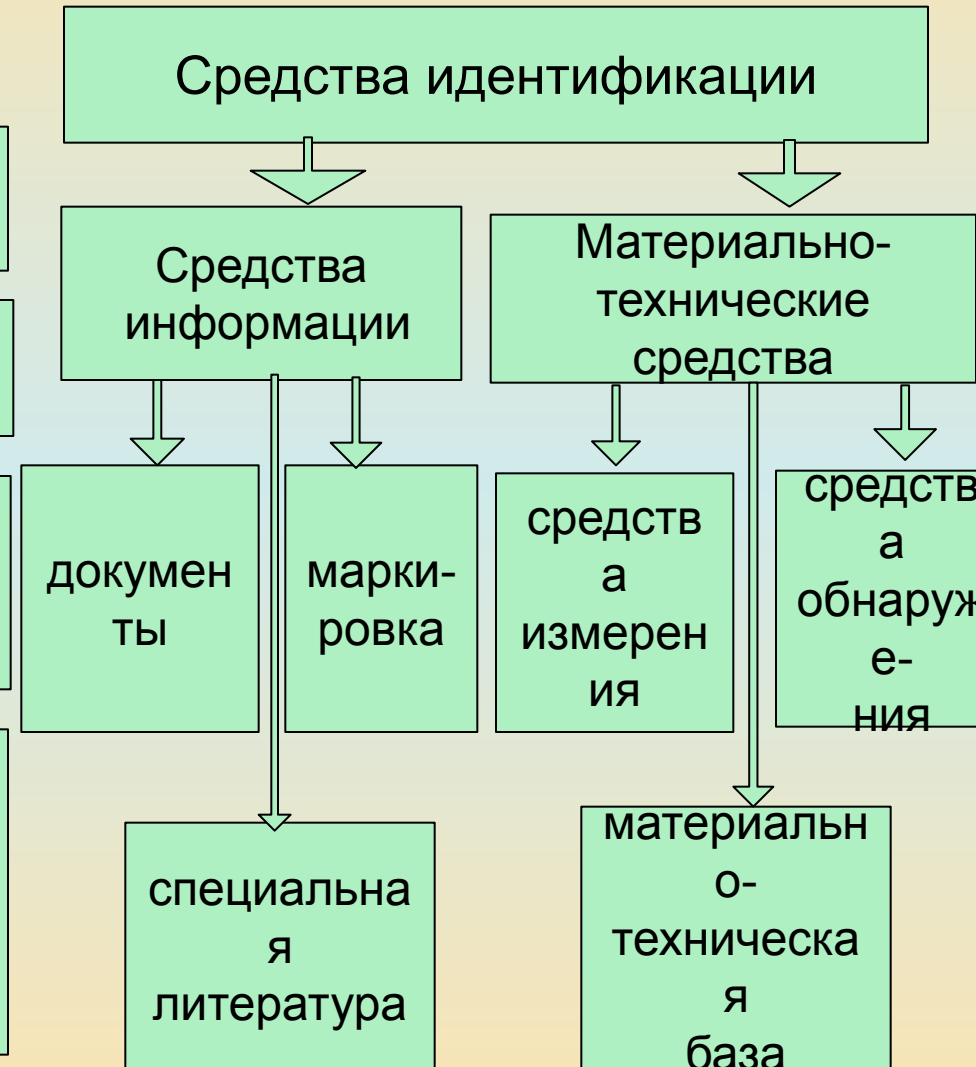 Средства идентификации
Средства
информации
Материально-
технические
средства
докумен
ты
марки-
ровка
средств
а
измерен
ия
средств
а
обнаруж
е-
ния
специальна
я
литература
материальн
о-
техническа
я
база